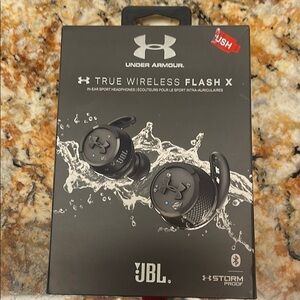 UNDER ARMOUR.
TRUE WIRELESS FLASH X
IN-EAR SPORT HEADPHONES | ÉCOUTEURS POUR LE SPORT INTRA-AURICULAIRES
JBL
STORM
PROOF